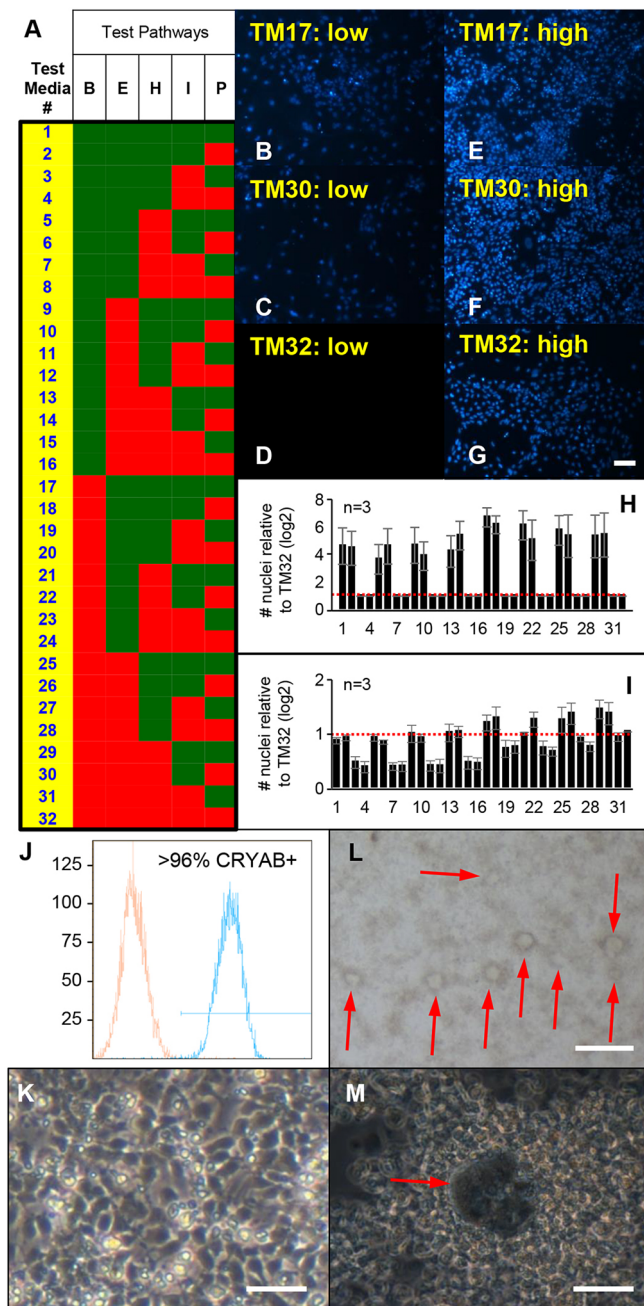 A
Test Pathways
Test
Media
#
B E H I P
1
2
3
4
5
6
7
8
9
10
11
12
13
14
15
16
17
18
19
20
21
22
23
24
25
26
27
28
29
30
31
32
TM17: low
B
TM17: high
E
TM30: low
C
TM30: high
F
TM32: low
D
TM32: high
G
H
n=3
# nuclei relative
to TM32 (log2)
8
6
4
2
0
1 4 7 10 13 16 19 22 25 28 31
I
n=3
# nuclei relative
to TM32 (log2)
2
1
0
1 4 7 10 13 16 19 22 25 28 31
J
>96% CRYAB+
125
100
75
50
25
L
K
M